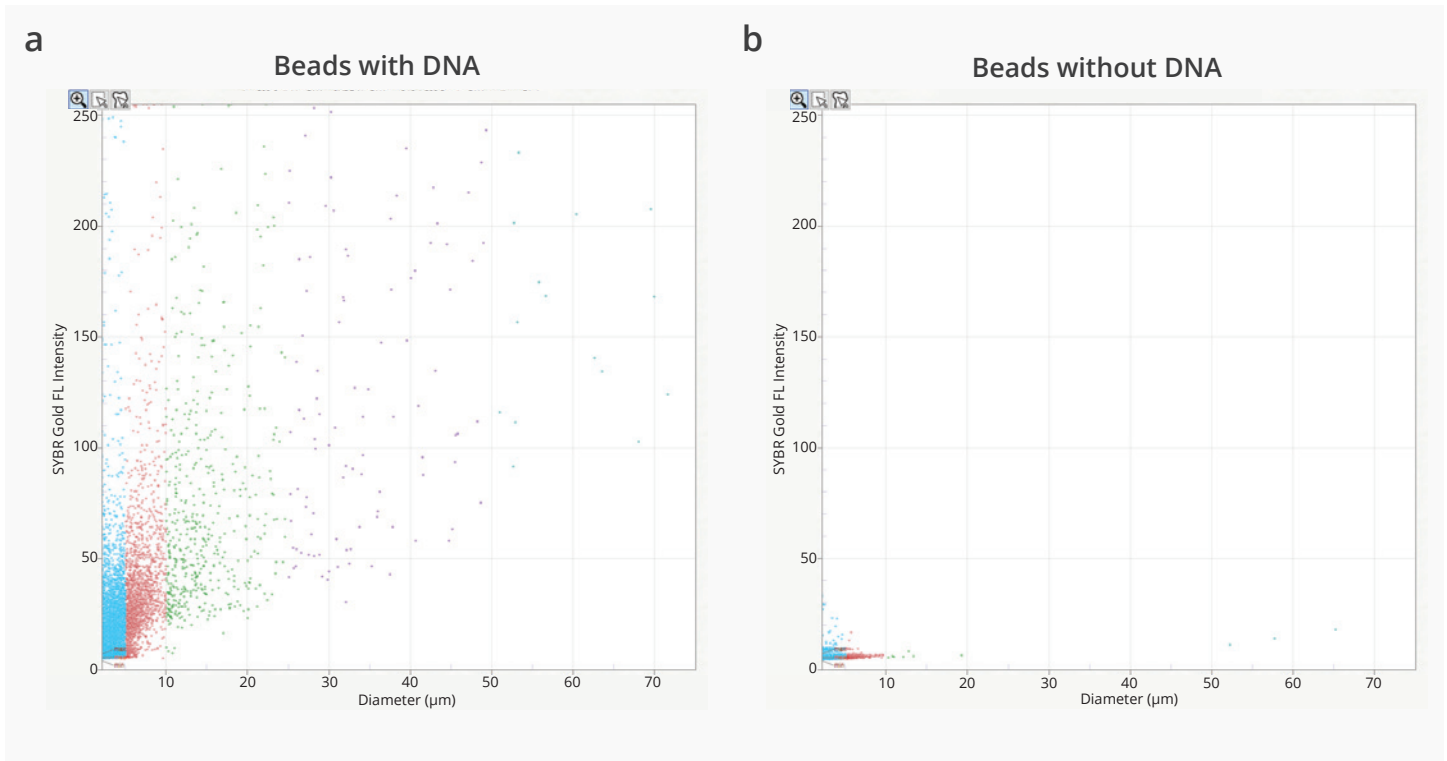 a
Beads with DNA
250
200
150
100
50
0
SYBR Gold FL Intensity
10 20 30 40 50 60 70
Diameter (µm)
b
Beads without DNA
250
200
150
100
50
0
SYBR Gold FL Intensity
10 20 30 40 50 60 70
Diameter (µm)